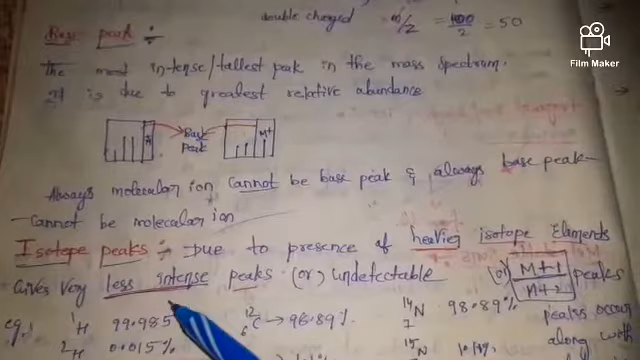 double charged m/z = 100/2 = 50
Base peak :-
The most intense/tallest peak in the mass spectrum.
It is due to greatest relative abundance
Base peak
M+
Always molecular ion cannot be base peak & always base peak
cannot be molecular ion
Isotope peaks :- Due to presence of heavier isotope Elements
Gives very less intense peaks (or) undetectable (or) M+1 peaks
M+2
eg:) ¹H 99.985 ¹²₆C → 98.89% ¹⁴₇N 98.89% peaks occur
²H 0.015% ¹⁵N along with
Film Maker